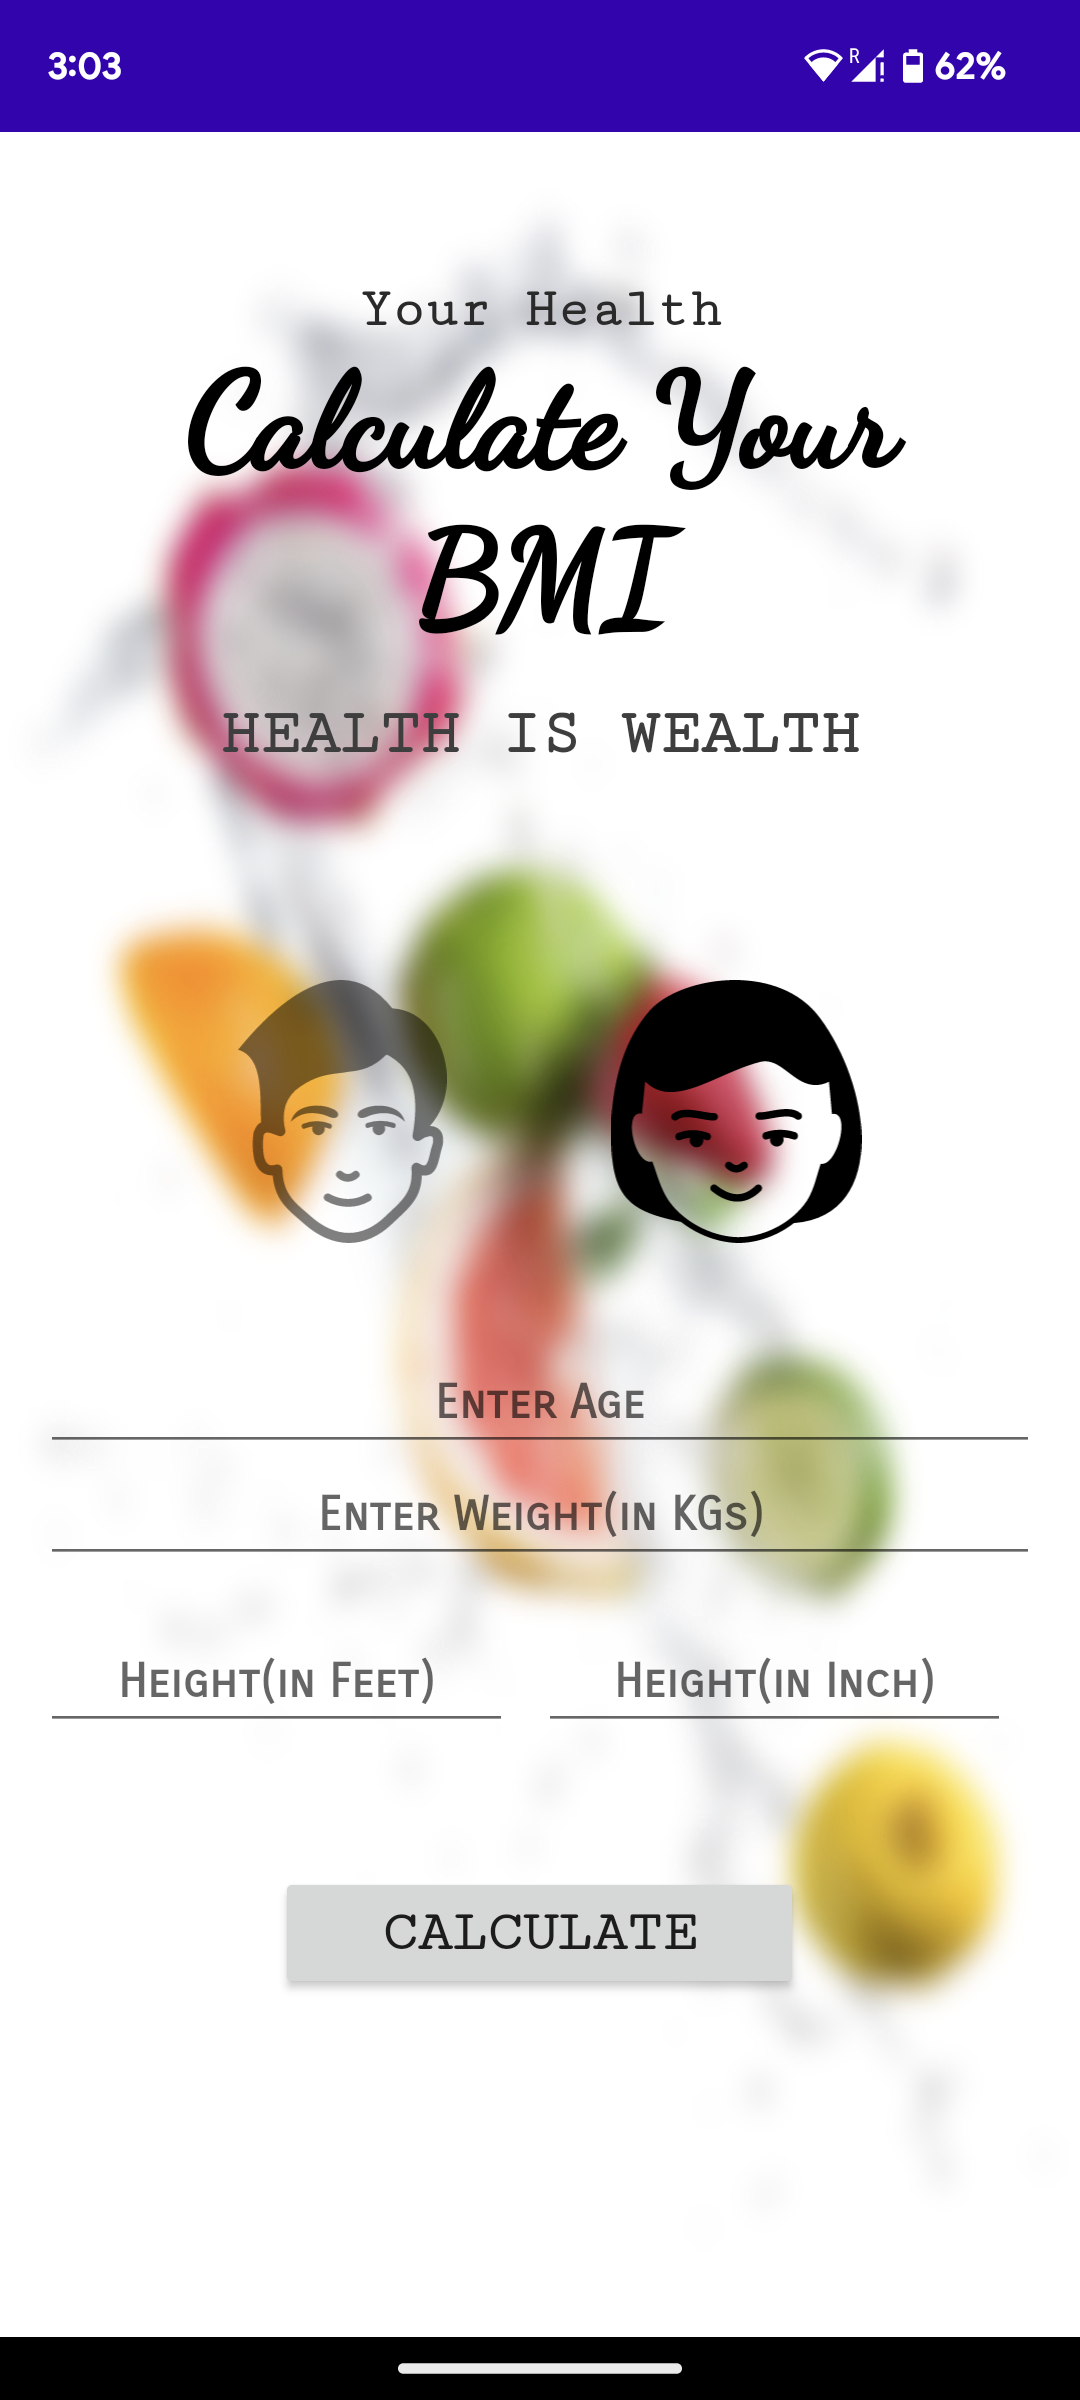 3:03
R 62%
Your Health
Calculate Your
BMI
HEALTH IS WEALTH
Enter Age
Enter Weight(in KGs)
Height(in Feet) Height(in Inch)
CALCULATE